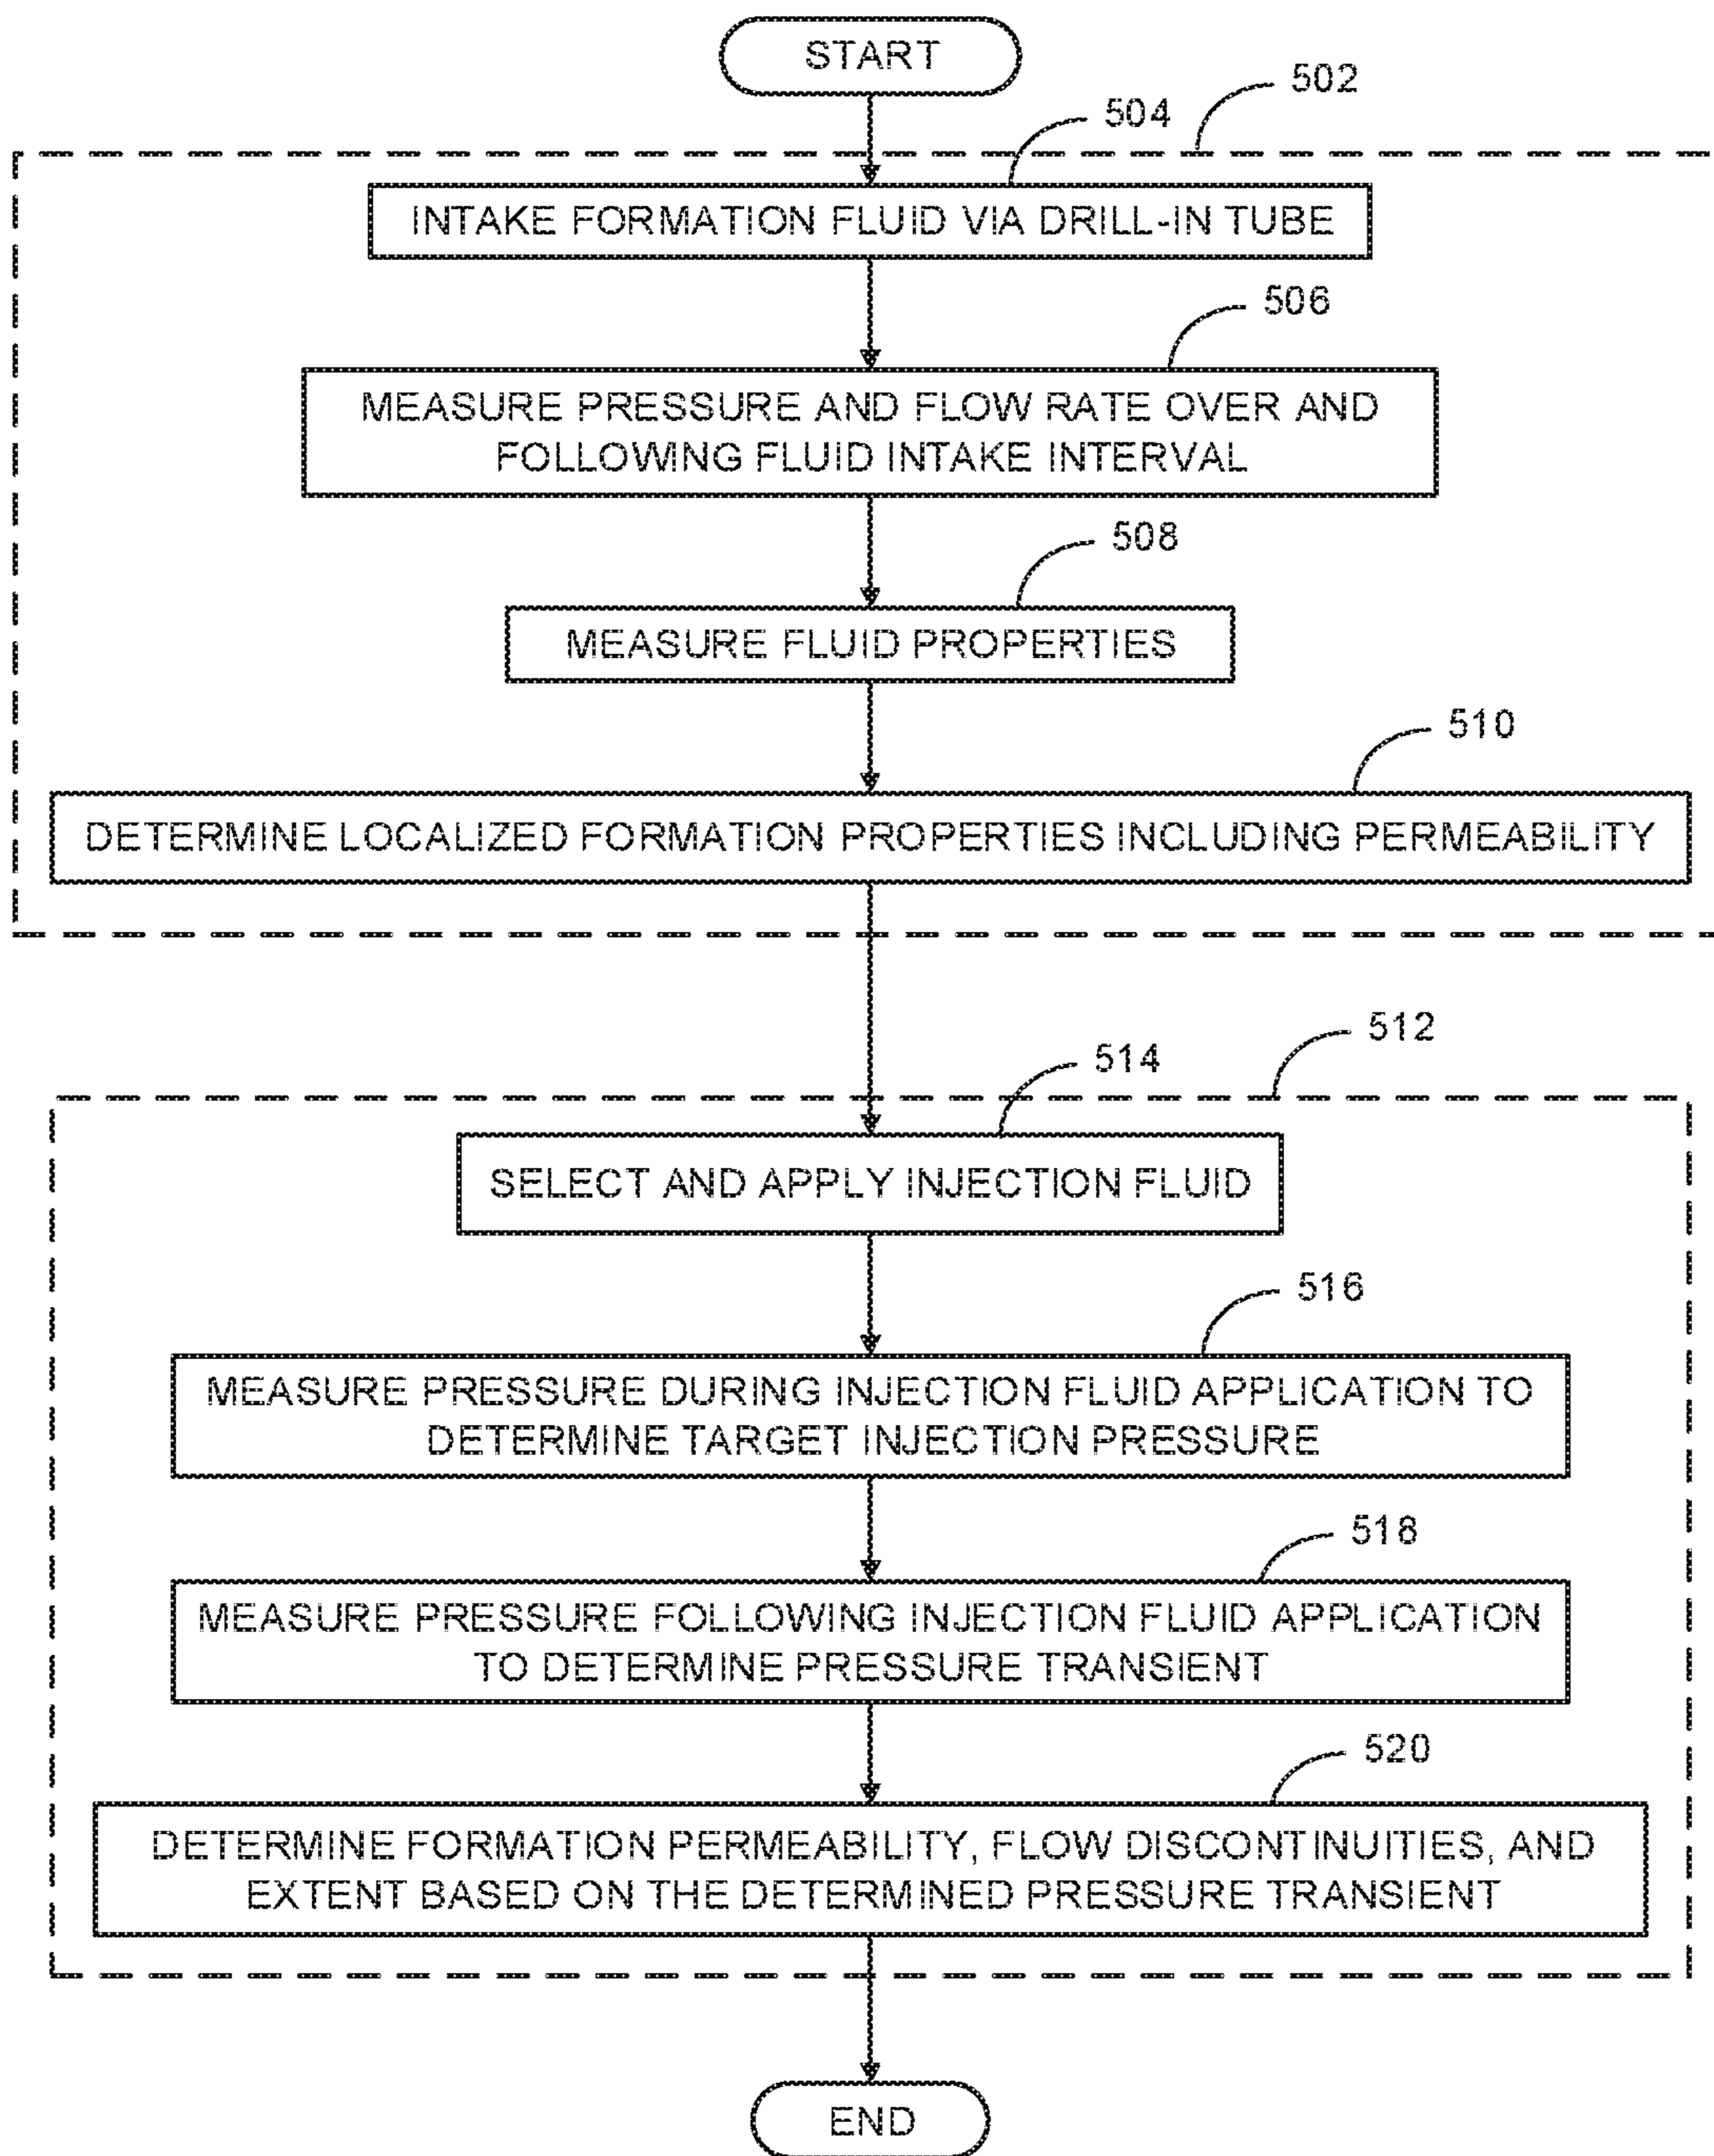 START
502
504
INTAKE FORMATION FLUID VIA DRILL-IN TUBE
506
MEASURE PRESSURE AND FLOW RATE OVER AND
FOLLOWING FLUID INTAKE INTERVAL
508
MEASURE FLUID PROPERTIES
510
DETERMINE LOCALIZED FORMATION PROPERTIES INCLUDING PERMEABILITY
512
514
SELECT AND APPLY INJECTION FLUID
516
MEASURE PRESSURE DURING INJECTION FLUID APPLICATION TO
DETERMINE TARGET INJECTION PRESSURE
518
MEASURE PRESSURE FOLLOWING INJECTION FLUID APPLICATION
TO DETERMINE PRESSURE TRANSIENT
520
DETERMINE FORMATION PERMEABILITY, FLOW DISCONTINUITIES, AND
EXTENT BASED ON THE DETERMINED PRESSURE TRANSIENT
END